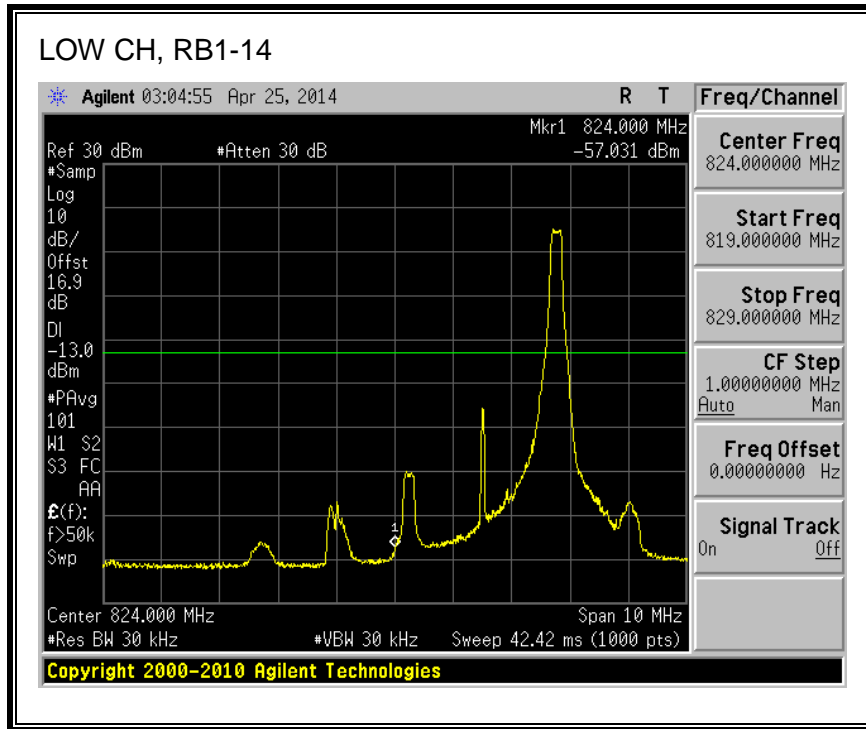 LOW CH, RB1-14
Agilent 03:04:55 Apr 25, 2014 R T
Freq/Channel
Mkr1 824.000 MHz
Ref 30 dBm #Atten 30 dB -57.031 dBm
#Samp
Log
10
dB/
Offst
16.9
dB
DI
-13.0
dBm
#PAvg
101
W1 S2
S3 FC
AA
£(f):
f>50k
Swp
1
Center 824.000 MHz Span 10 MHz
#Res BW 30 kHz #VBW 30 kHz Sweep 42.42 ms (1000 pts)
Center Freq
824.000000 MHz
Start Freq
819.000000 MHz
Stop Freq
829.000000 MHz
CF Step
1.00000000 MHz
Auto Man
Freq Offset
0.00000000 Hz
Signal Track
On Off
Copyright 2000-2010 Agilent Technologies